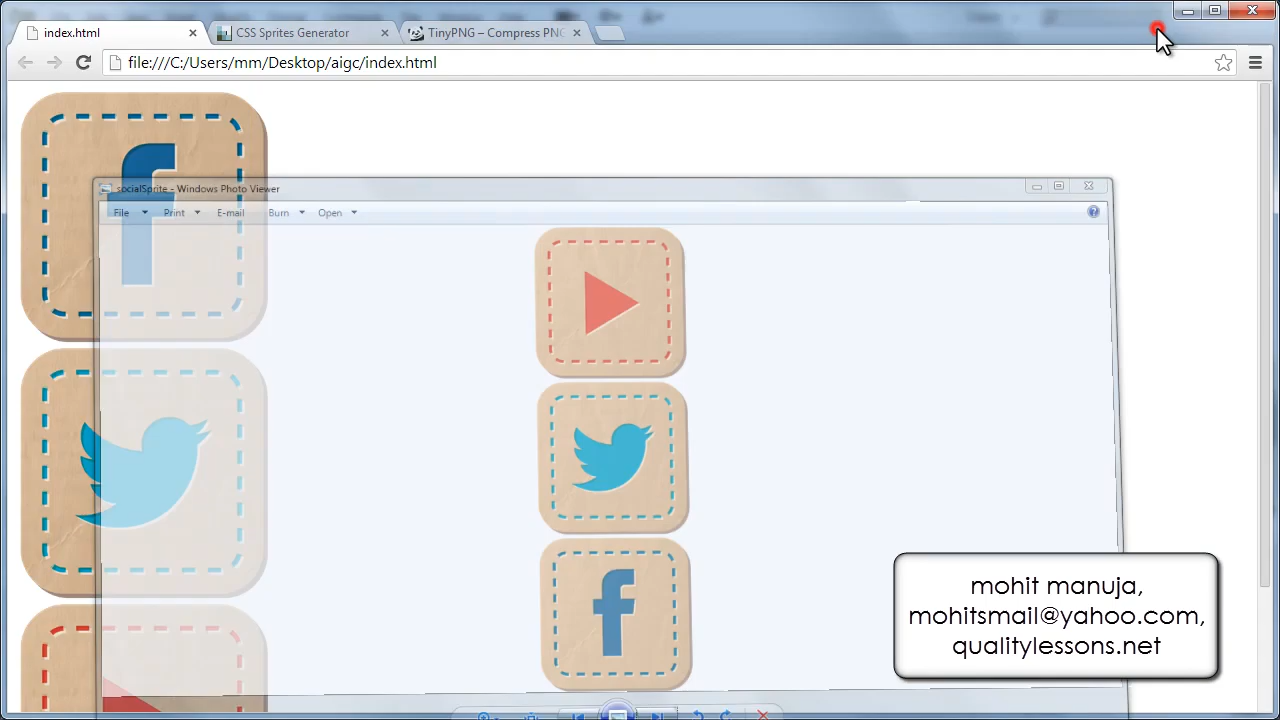 index.html
CSS Sprites Generator
TinyPNG – Compress PNG
file:///C:/Users/mm/Desktop/aigc/index.html
socialSprite - Windows Photo Viewer
File Print E-mail Burn Open
mohit manuja,
mohitsmail@yahoo.com,
qualitylessons.net